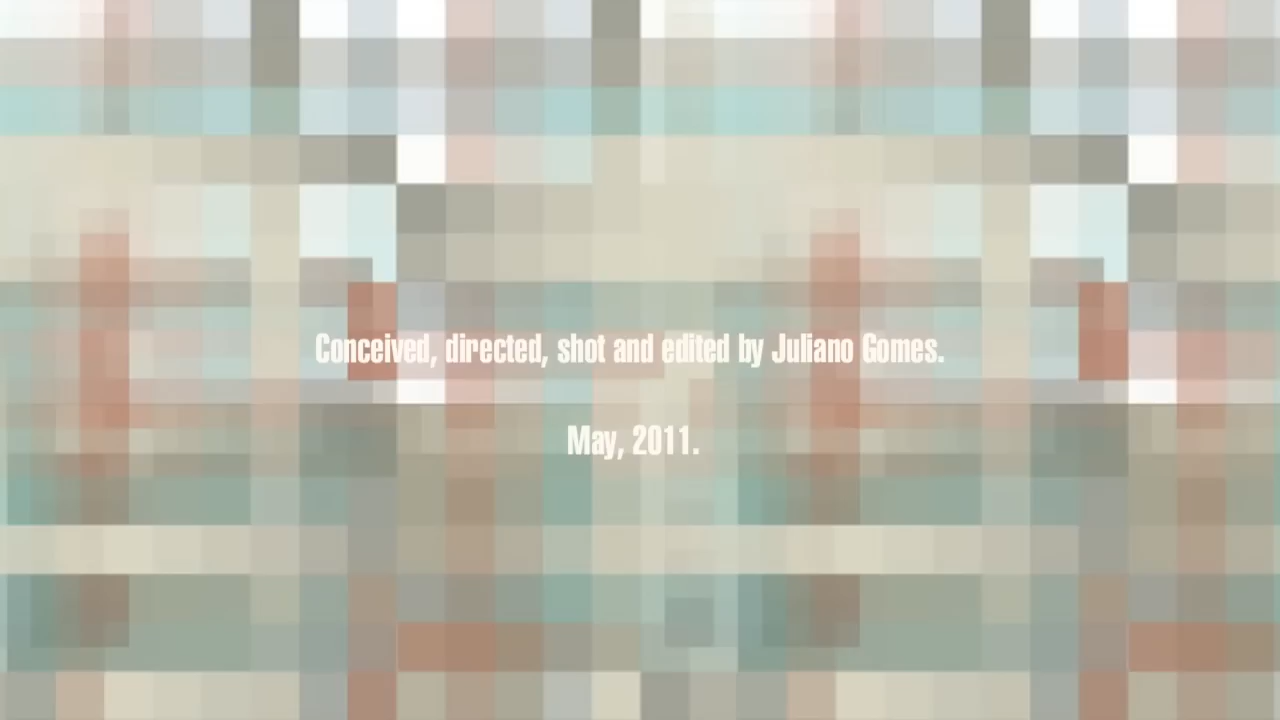 Conceived, directed, shot and edited by Juliano Gomes.
May, 2011.